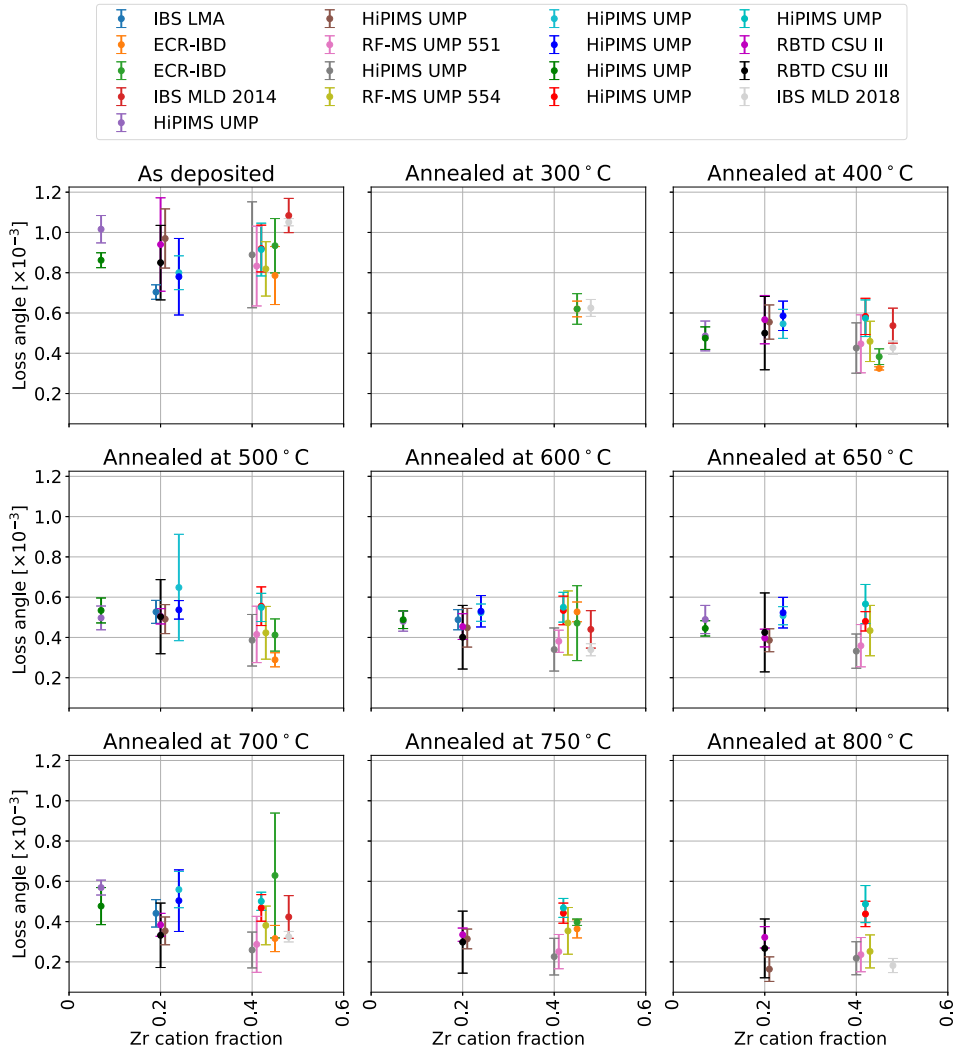 IBS LMA HiPIMS UMP HiPIMS UMP HiPIMS UMP
ECR-IBD RF-MS UMP 551 HiPIMS UMP RBTD CSU II
ECR-IBD HiPIMS UMP HiPIMS UMP RBTD CSU III
IBS MLD 2014 RF-MS UMP 554 HiPIMS UMP IBS MLD 2018
HiPIMS UMP
As deposited Annealed at 300°C Annealed at 400°C
1.2
1.0
0.8
0.6
0.4
0.2
Loss angle [×10⁻³]
Annealed at 500°C Annealed at 600°C Annealed at 650°C
1.2
1.0
0.8
0.6
0.4
0.2
Loss angle [×10⁻³]
Annealed at 700°C Annealed at 750°C Annealed at 800°C
1.2
1.0
0.8
0.6
0.4
0.2
Loss angle [×10⁻³]
0 0.2 0.4 0.6 0 0.2 0.4 0.6 0 0.2 0.4 0.6
Zr cation fraction Zr cation fraction Zr cation fraction